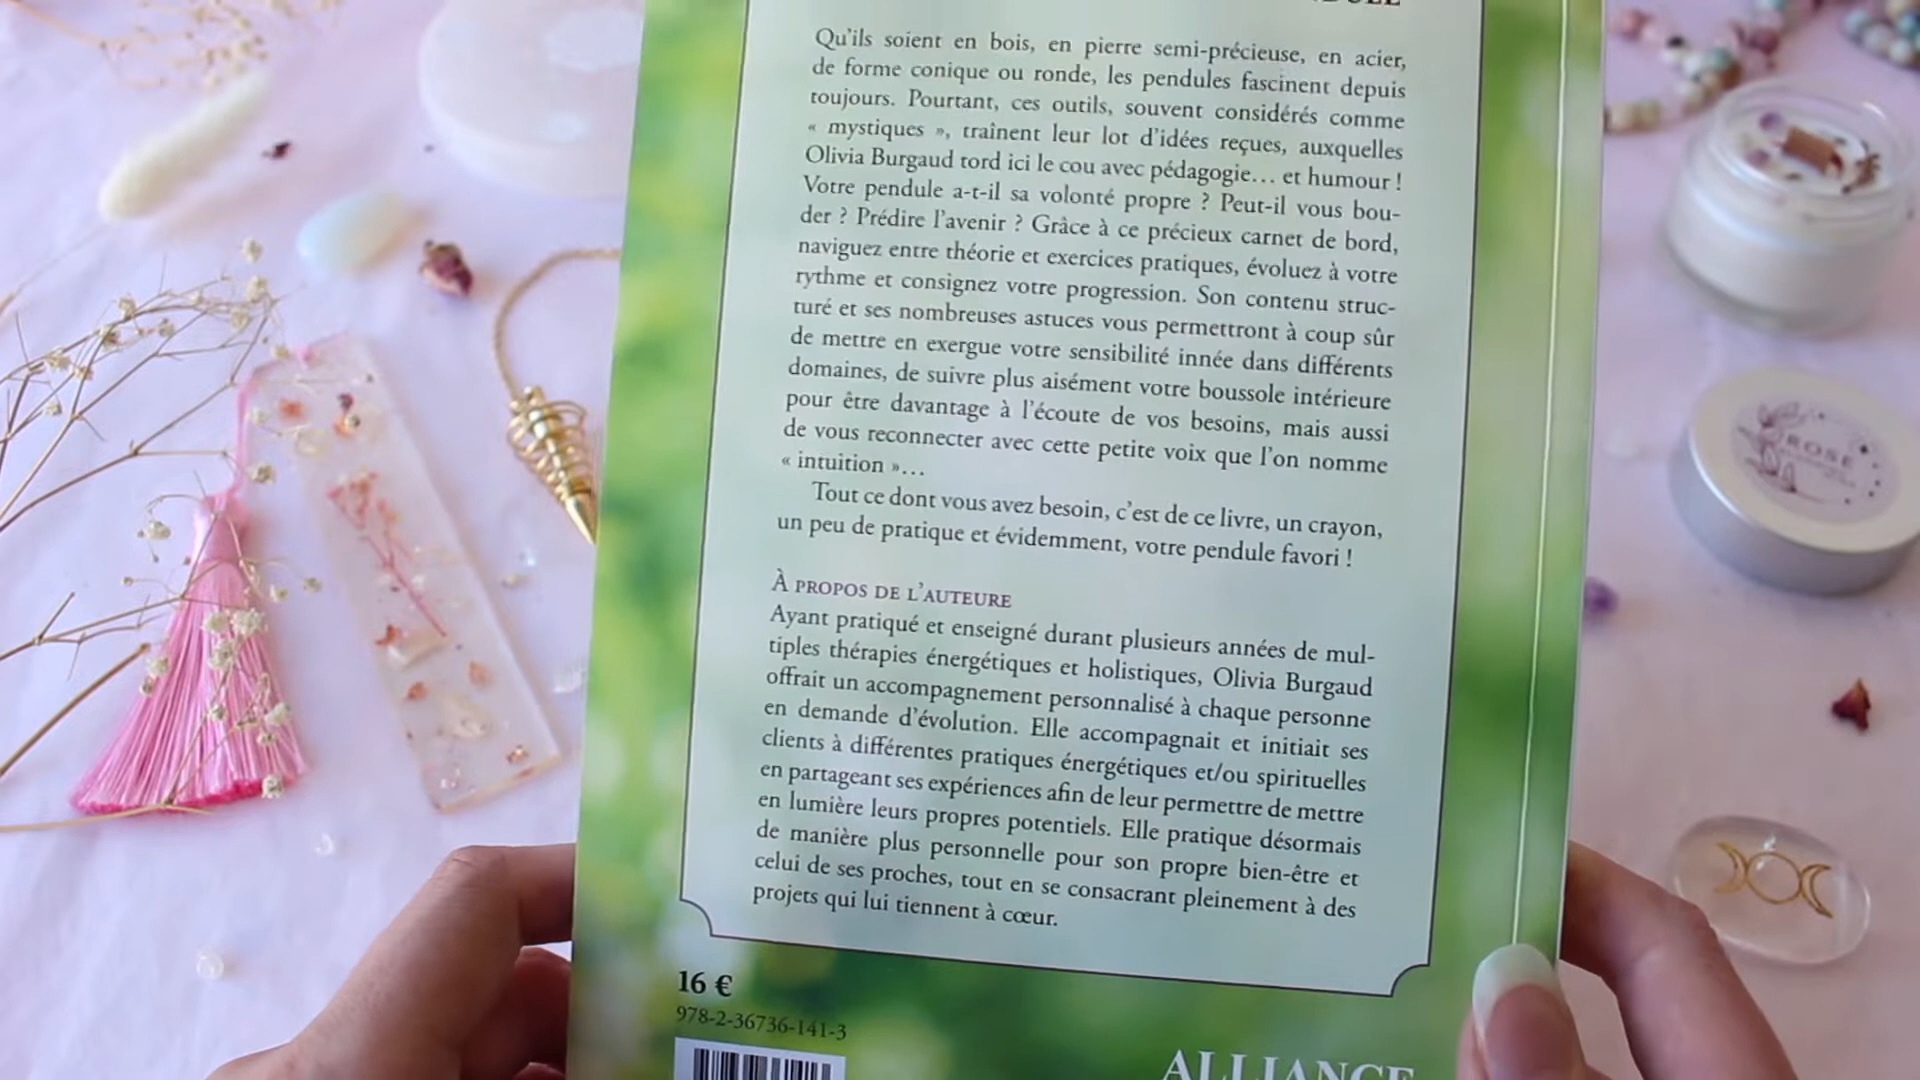 Qu'ils soient en bois, en pierre semi-précieuse, en acier,
de forme conique ou ronde, les pendules fascinent depuis
toujours. Pourtant, ces outils, souvent considérés comme
« mystiques », traînent leur lot d'idées reçues, auxquelles
Olivia Burgaud tord ici le cou avec pédagogie… et humour !
Votre pendule a-t-il sa volonté propre ? Peut-il vous bou-
der ? Prédire l'avenir ? Grâce à ce précieux carnet de bord,
naviguez entre théorie et exercices pratiques, évoluez à votre
rythme et consignez votre progression. Son contenu struc-
turé et ses nombreuses astuces vous permettront à coup sûr
de mettre en exergue votre sensibilité innée dans différents
domaines, de suivre plus aisément votre boussole intérieure
pour être davantage à l'écoute de vos besoins, mais aussi
de vous reconnecter avec cette petite voix que l'on nomme
« intuition »…
Tout ce dont vous avez besoin, c'est de ce livre, un crayon,
un peu de pratique et évidemment, votre pendule favori !
À PROPOS DE L'AUTEURE
Ayant pratiqué et enseigné durant plusieurs années de mul-
tiples thérapies énergétiques et holistiques, Olivia Burgaud
offrait un accompagnement personnalisé à chaque personne
en demande d'évolution. Elle accompagnait et initiait ses
clients à différentes pratiques énergétiques et/ou spirituelles
en partageant ses expériences afin de leur permettre de mettre
en lumière leurs propres potentiels. Elle pratique désormais
de manière plus personnelle pour son propre bien-être et
celui de ses proches, tout en se consacrant pleinement à des
projets qui lui tiennent à cœur.
16 €
978-2-36736-141-3
ALLIANCE
ROSE